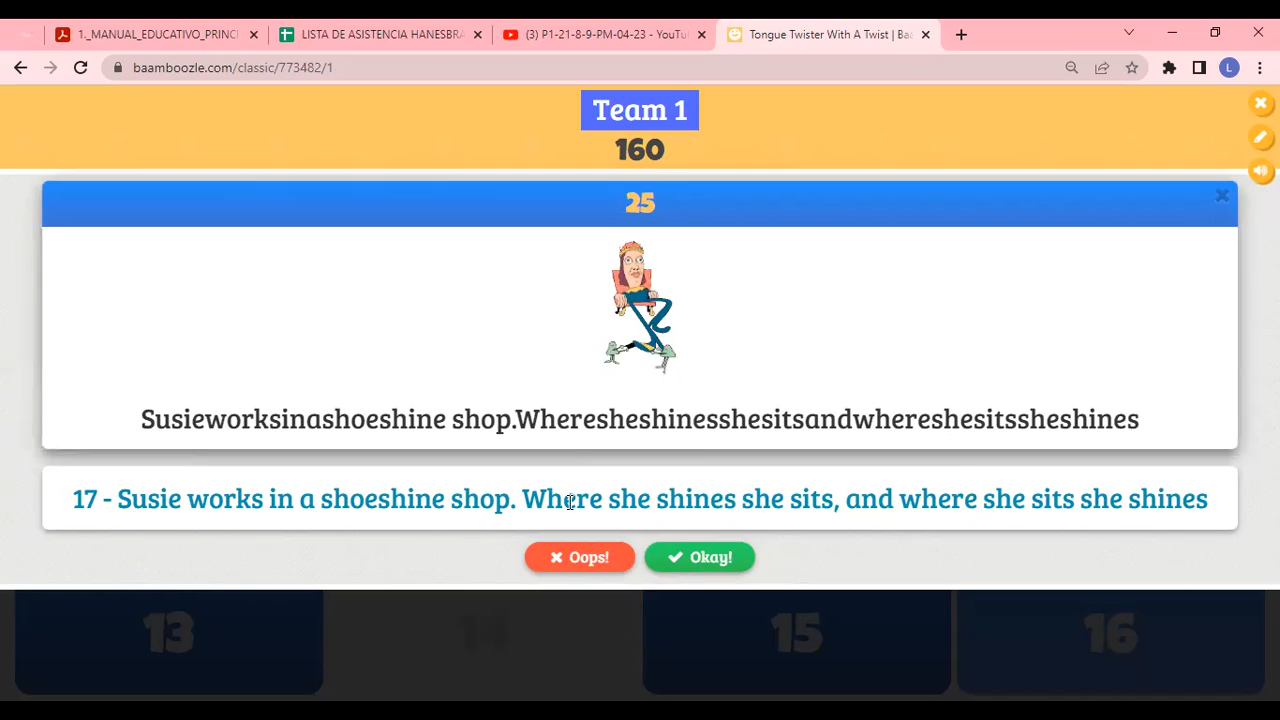 1._MANUAL_EDUCATIVO_PRINCI
LISTA DE ASISTENCIA HANESBRA
(3) P1-21-8-9-PM-04-23 - YouTu
Tongue Twister With A Twist | Baa
baamboozle.com/classic/773482/1
L
Team 1
160
25
Susieworksinashoeshine shop.Wheresheshinesshesitsandwhereshesitssheshines
17 - Susie works in a shoeshine shop. Where she shines she sits, and where she sits she shines
Oops!
Okay!
13
14
15
16